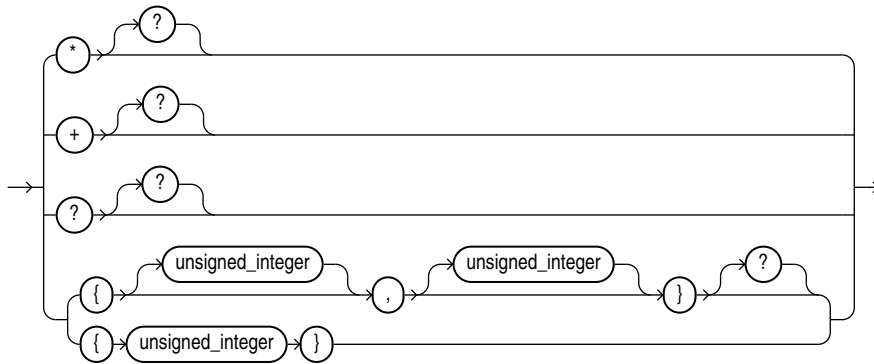 ?
*
?
+
?
?
unsigned_integer unsigned_integer ?
{ , }
{ unsigned_integer }